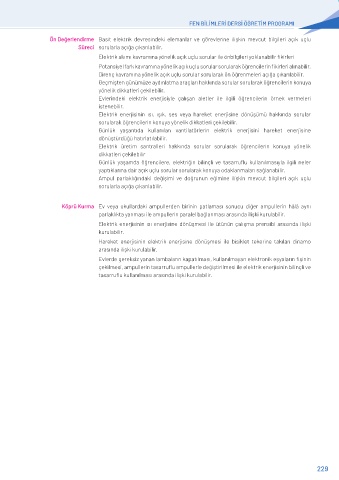 FEN BİLİMLERİ DERSİ ÖĞRETİM PROGRAMI
Ön Değerlendirme Süreci
Basit elektrik devresindeki elemanlar ve görevlerine ilişkin mevcut bilgileri açık uçlu
sorularla açığa çıkarılabilir.
Elektrik akımı kavramına yönelik açık uçlu sorular ile ön bilgileri yoklanabilir fikirleri
Potansiyel farkı kavramına yönelik açık uçlu sorular sorularak öğrencilerin fikirleri alınabilir.
Direnç kavramına yönelik açık uçlu sorular sorularak ön öğrenmeleri açığa çıkarılabilir.
Geçmişten günümüze aydınlatma araçları hakkında sorular sorularak öğrencilerin konuya
yönelik dikkatleri çekilebilir.
Evlerindeki elektrik enerjisiyle çalışan aletler ile ilgili öğrencilerin örnek vermeleri
istenebilir.
Elektrik enerjisinin ısı, ışık, ses veya hareket enerjisine dönüşümü hakkında sorular
sorularak öğrencilerin konuya yönelik dikkatleri çekilebilir.
Günlük yaşantıda kullanılan vantilatörlerin elektrik enerjisini hareket enerjisine
dönüştürdüğü hatırlatılabilir.
Elektrik üretim santralleri hakkında sorular sorularak öğrencilerin konuya yönelik
dikkatleri çekilebilir
Günlük yaşamda öğrencilere, elektriğin bilinçli ve tasarruflu kullanılmasıyla ilgili neler
yaptıklarına dair açık uçlu sorular sorularak konuya odaklanmaları sağlanabilir.
Ampul parlaklığındaki değişimi ve doğrunun eğimine ilişkin mevcut bilgileri açık uçlu
sorularla açığa çıkarılabilir.
Köprü Kurma
Ev veya okullardaki ampullerden birinin patlaması sonucu diğer ampullerin hâlâ aynı
parlaklıkta yanması ile ampullerin paralel bağlanması arasında ilişki kurulabilir.
Elektrik enerjisinin ısı enerjisine dönüşmesi ile ütünün çalışma prensibi arasında ilişki
kurulabilir.
Hareket enerjisinin elektrik enerjisine dönüşmesi ile bisiklet tekerine takılan dinamo
arasında ilişki kurulabilir.
Evlerde gereksiz yanan lambaların kapatılması, kullanılmayan elektronik eşyaların fişinin
çekilmesi, ampullerin tasarruflu ampullerle değiştirilmesi ile elektrik enerjisinin bilinçli ve
tasarruflu kullanılması arasında ilişki kurulabilir.
229